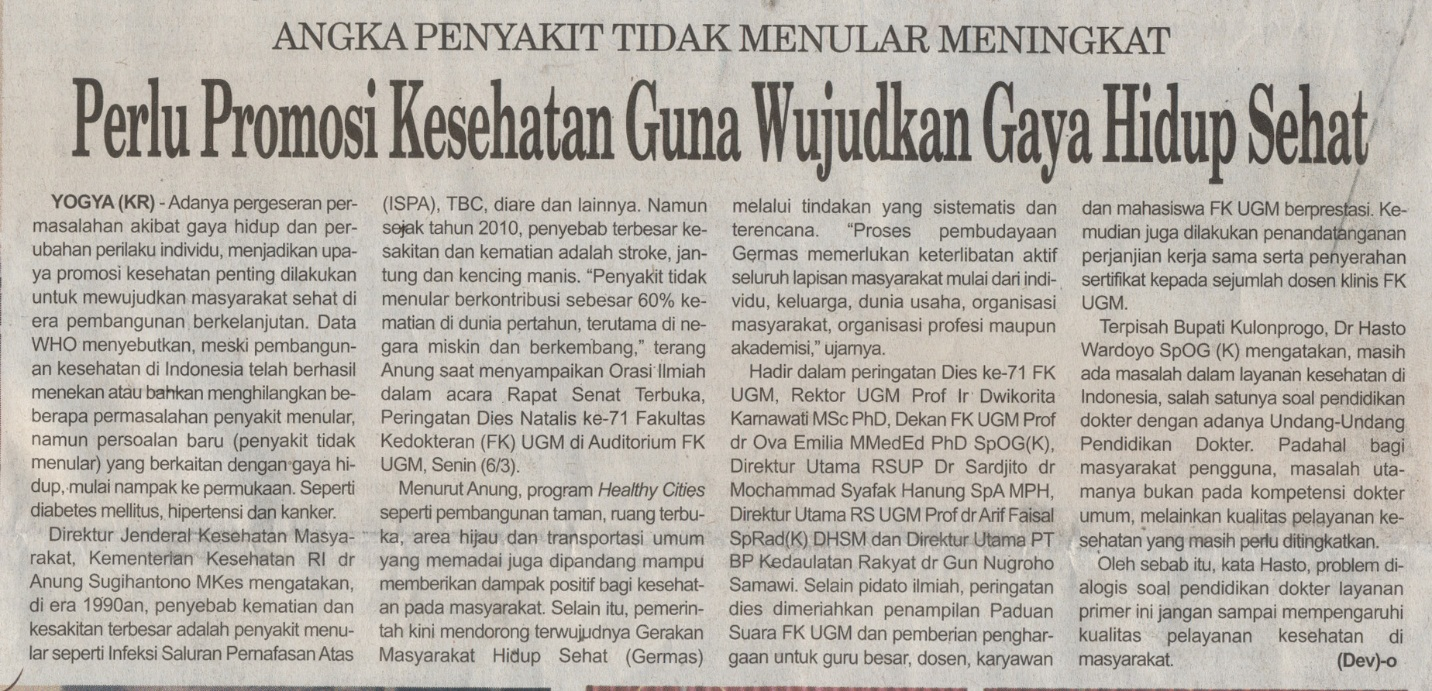 ANGKA PENYAKIT TIDAK MENULAR MENINGKAT
Perlu Promosi Kesehatan Guna Wujudkan Gaya Hidup Sehat
YOGYA (KR) - Adanya pergeseran per-
masalahan akibat gaya hidup dan per-
ubahan perilaku individu, menjadikan upa-
ya promosi kesehatan penting dilakukan
untuk mewujudkan masyarakat sehat di
era pembangunan berkelanjutan. Data
WHO menyebutkan, meski pembangun-
an kesehatan di Indonesia telah berhasil
menekan atau bahkan menghilangkan be-
berapa permasalahan penyakit menular,
namun persoalan baru (penyakit tidak
menular) yang berkaitan dengan gaya hi-
dup, mulai nampak ke permukaan. Seperti
diabetes mellitus, hipertensi dan kanker.
Direktur Jenderal Kesehatan Masya-
rakat, Kementerian Kesehatan RI dr
Anung Sugihantono MKes mengatakan,
di era 1990an, penyebab kematian dan
kesakitan terbesar adalah penyakit menu-
lar seperti Infeksi Saluran Pernafasan Atas
(ISPA), TBC, diare dan lainnya. Namun
sejak tahun 2010, penyebab terbesar ke-
sakitan dan kematian adalah stroke, jan-
tung dan kencing manis. “Penyakit tidak
menular berkontribusi sebesar 60% ke-
matian di dunia pertahun, terutama di ne-
gara miskin dan berkembang,” terang
Anung saat menyampaikan Orasi Ilmiah
dalam acara Rapat Senat Terbuka,
Peringatan Dies Natalis ke-71 Fakultas
Kedokteran (FK) UGM di Auditorium FK
UGM, Senin (6/3).
Menurut Anung, program Healthy Cities
seperti pembangunan taman, ruang terbu-
ka, area hijau dan transportasi umum
yang memadai juga dipandang mampu
memberikan dampak positif bagi kesehat-
an pada masyarakat. Selain itu, pemerin-
tah kini mendorong terwujudnya Gerakan
Masyarakat Hidup Sehat (Germas)
melalui tindakan yang sistematis dan
terencana. “Proses pembudayaan
Germas memerlukan keterlibatan aktif
seluruh lapisan masyarakat mulai dari indi-
vidu, keluarga, dunia usaha, organisasi
masyarakat, organisasi profesi maupun
akademisi,” ujarnya.
Hadir dalam peringatan Dies ke-71 FK
UGM, Rektor UGM Prof Ir Dwikorita
Karnawati MSc PhD, Dekan FK UGM Prof
dr Ova Emilia MMedEd PhD SpOG(K),
Direktur Utama RSUP Dr Sardjito dr
Mochammad Syafak Hanung SpA MPH,
Direktur Utama RS UGM Prof dr Arif Faisal
SpRad(K) DHSM dan Direktur Utama PT
BP Kedaulatan Rakyat dr Gun Nugroho
Samawi. Selain pidato ilmiah, peringatan
dies dimeriahkan penampilan Paduan
Suara FK UGM dan pemberian penghar-
gaan untuk guru besar, dosen, karyawan
dan mahasiswa FK UGM berprestasi. Ke-
mudian juga dilakukan penandatanganan
perjanjian kerja sama serta penyerahan
sertifikat kepada sejumlah dosen klinis FK
UGM.
Terpisah Bupati Kulonprogo, Dr Hasto
Wardoyo SpOG (K) mengatakan, masih
ada masalah dalam layanan kesehatan di
Indonesia, salah satunya soal pendidikan
dokter dengan adanya Undang-Undang
Pendidikan Dokter. Padahal bagi
masyarakat pengguna, masalah uta-
manya bukan pada kompetensi dokter
umum, melainkan kualitas pelayanan ke-
sehatan yang masih perlu ditingkatkan.
Oleh sebab itu, kata Hasto, problem di-
alogis soal pendidikan dokter layanan
primer ini jangan sampai mempengaruhi
kualitas pelayanan kesehatan di
masyarakat. (Dev)-o